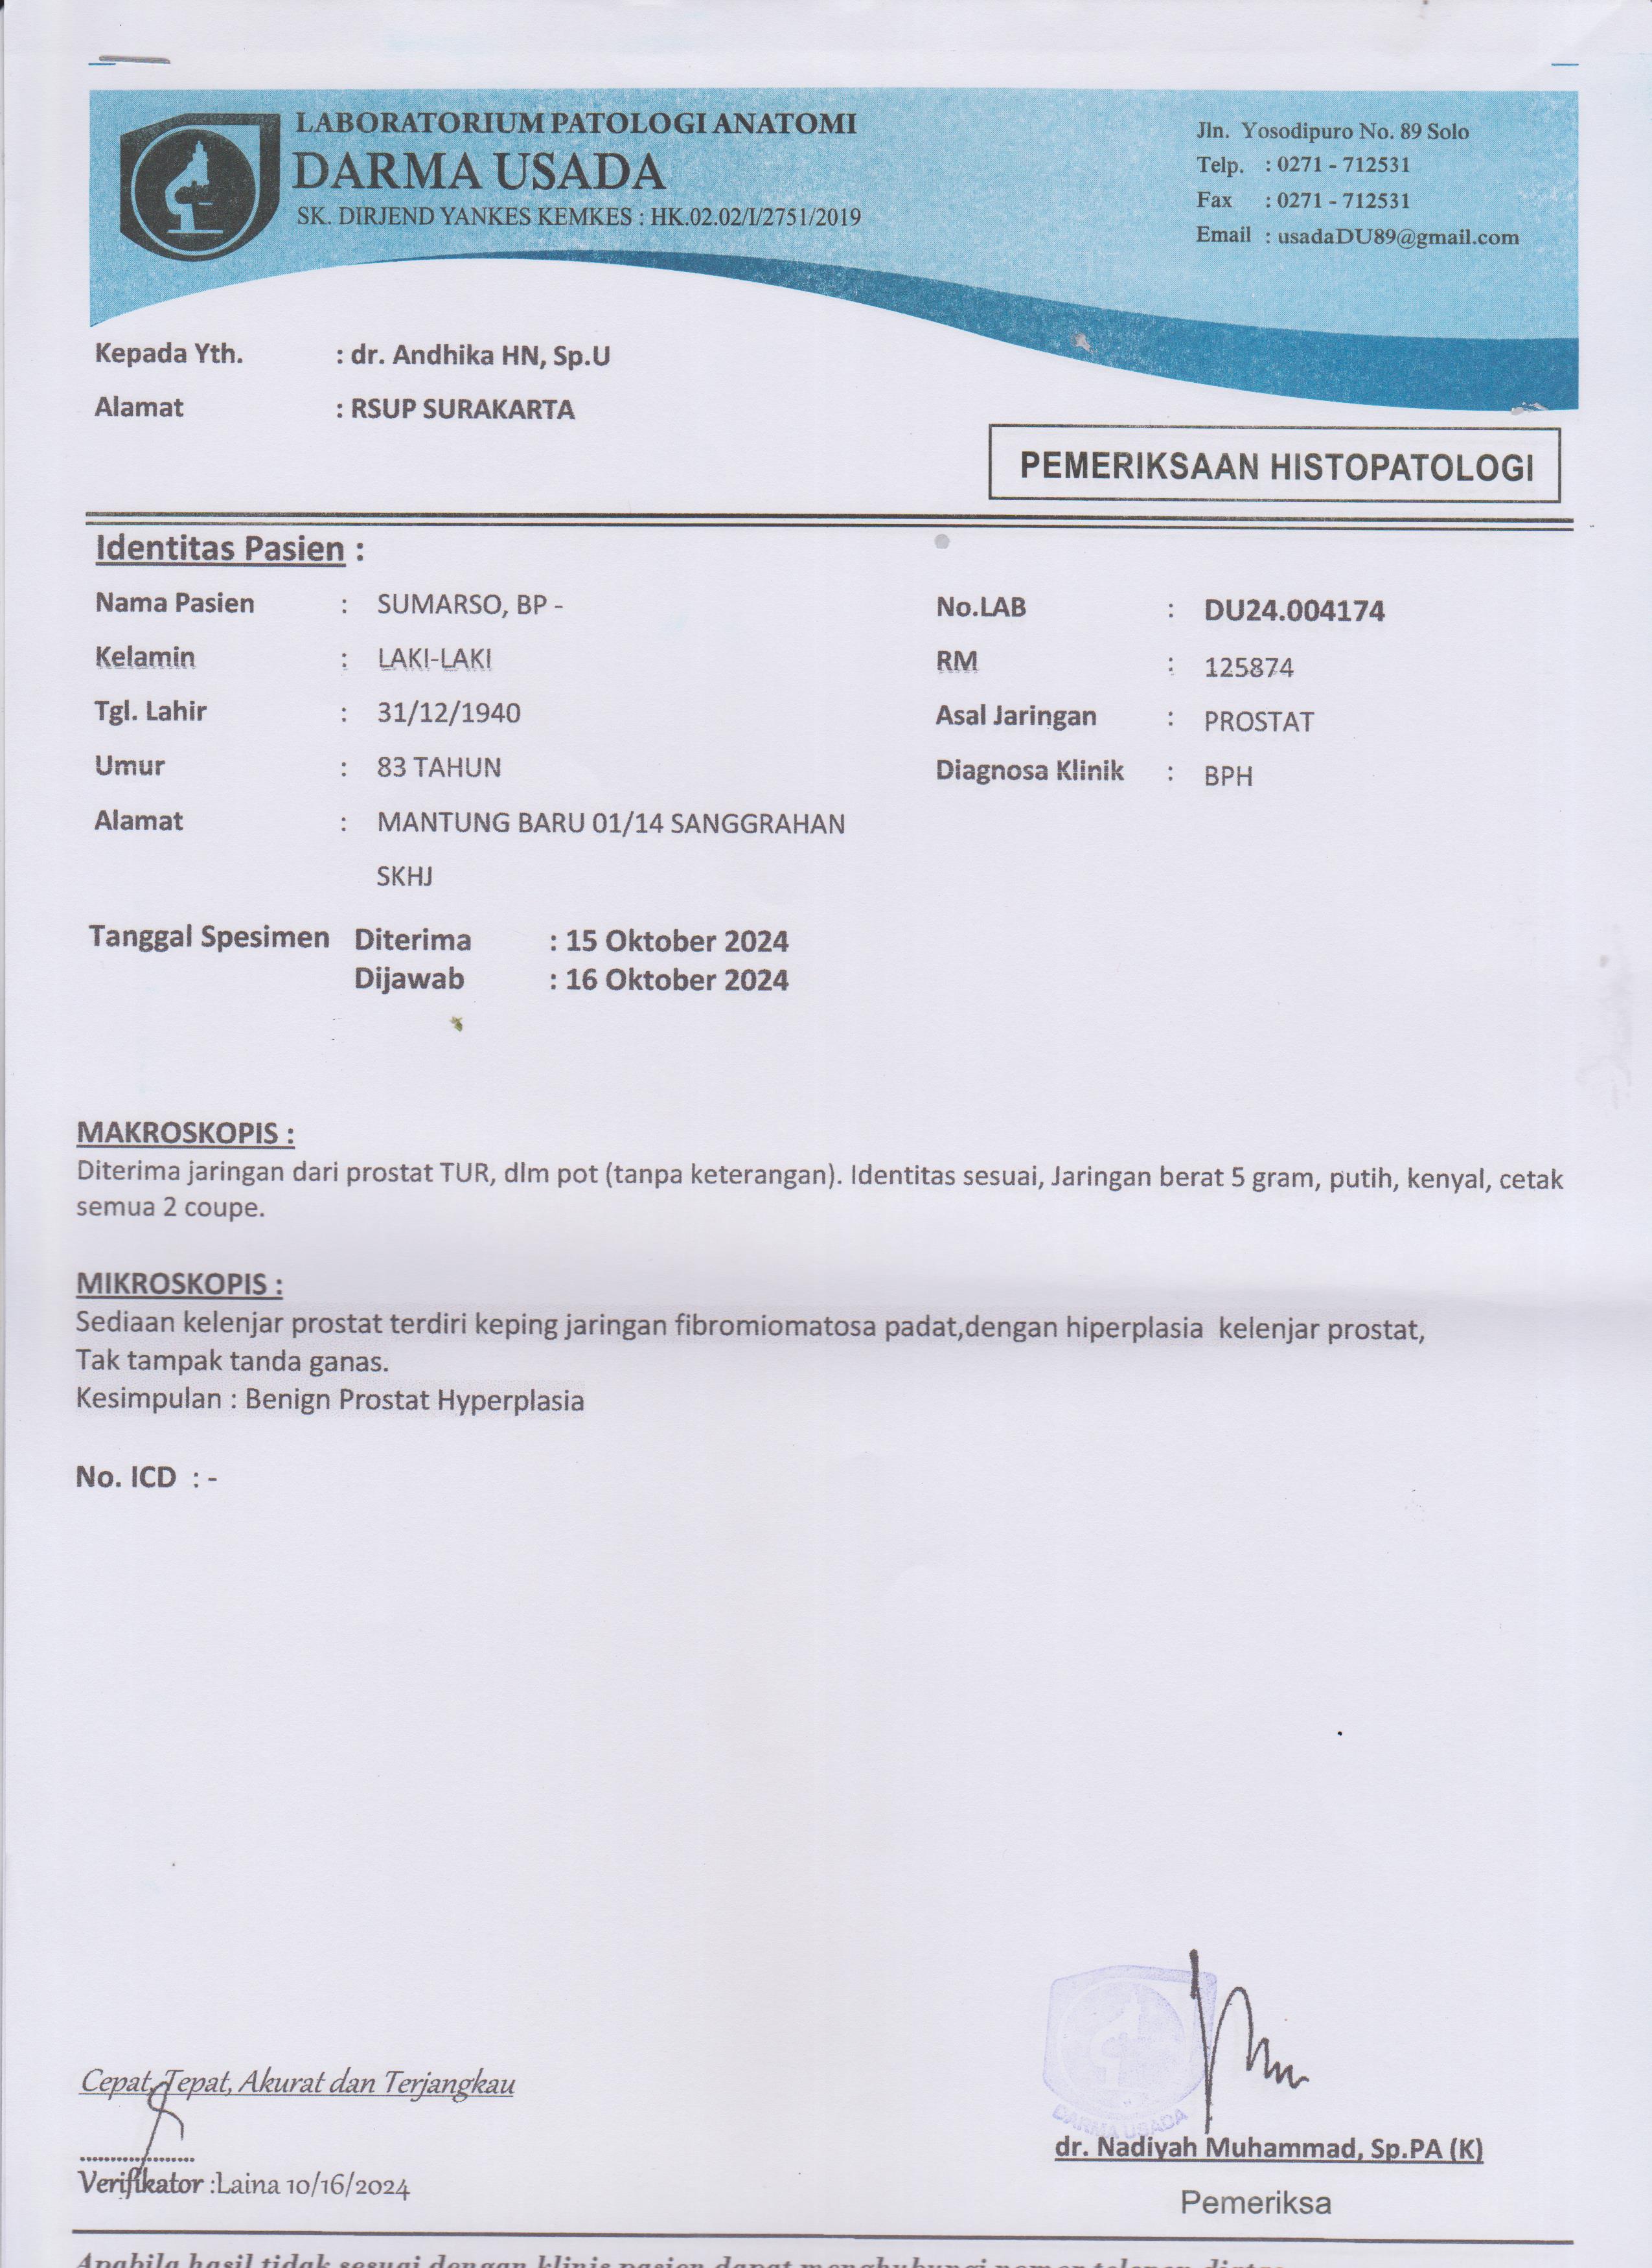 LABORATORIUM PATOLOGI ANATOMI
DARMA USADA
SK. DIRJEND YANKES KEMKES : HK.02.02/I/2751/2019
Jln. Yosodipuro No. 89 Solo
Telp. : 0271 - 712531
Fax : 0271 - 712531
Email : usadaDU89@gmail.com
Kepada Yth. : dr. Andhika HN, Sp.U
Alamat : RSUP SURAKARTA
PEMERIKSAAN HISTOPATOLOGI
Identitas Pasien :
Nama Pasien : SUMARSO, BP -
Kelamin : LAKI-LAKI
Tgl. Lahir : 31/12/1940
Umur : 83 TAHUN
Alamat : MANTUNG BARU 01/14 SANGGRAHAN
SKHJ
No.LAB : DU24.004174
RM : 125874
Asal Jaringan : PROSTAT
Diagnosa Klinik : BPH
Tanggal Spesimen Diterima : 15 Oktober 2024
Dijawab : 16 Oktober 2024
MAKROSKOPIS :
Diterima jaringan dari prostat TUR, dlm pot (tanpa keterangan). Identitas sesuai, Jaringan berat 5 gram, putih, kenyal, cetak
semua 2 coupe.
MIKROSKOPIS :
Sediaan kelenjar prostat terdiri keping jaringan fibromiomatosa padat,dengan hiperplasia kelenjar prostat,
Tak tampak tanda ganas.
Kesimpulan : Benign Prostat Hyperplasia
No. ICD : -
Cepat, Tepat, Akurat dan Terjangkau
Verifikator :Laina 10/16/2024
DARMA USADA
dr. Nadiyah Muhammad, Sp.PA (K)
Pemeriksa
Apabila hasil tidak sesuai dengan klinis pasien dapat menghubungi nomor telepon diatas